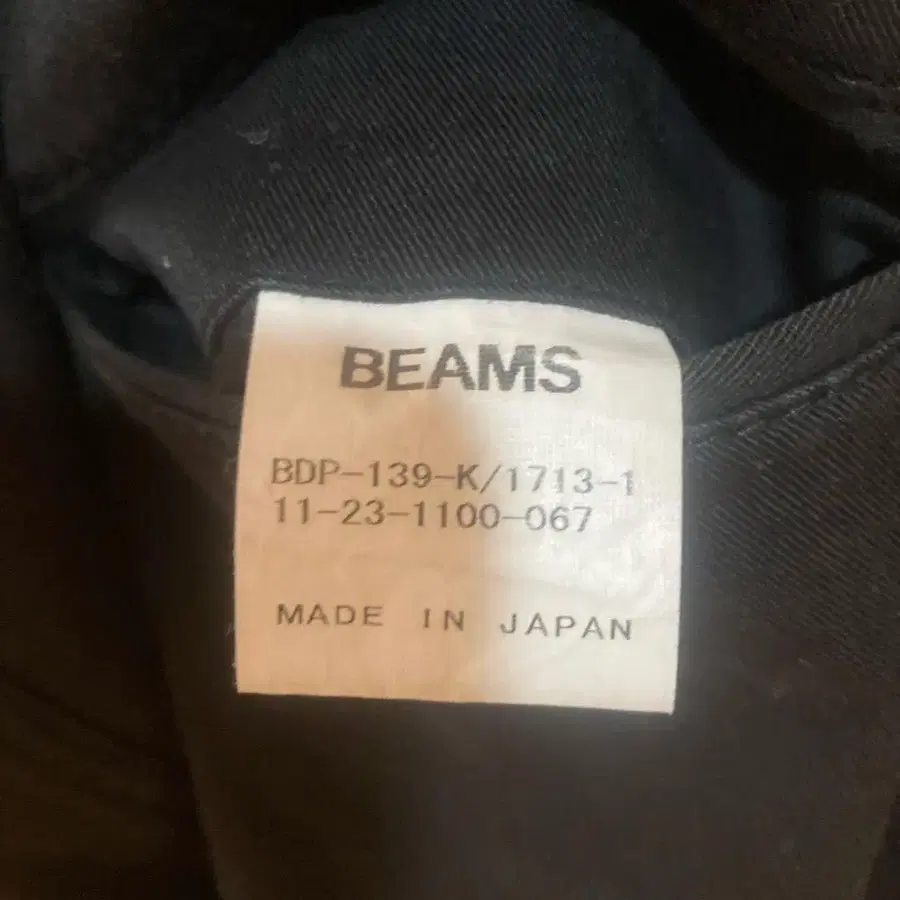 BEAMS
BDP-139-K/1713-1
11-23-1100-067
MADE IN JAPAN